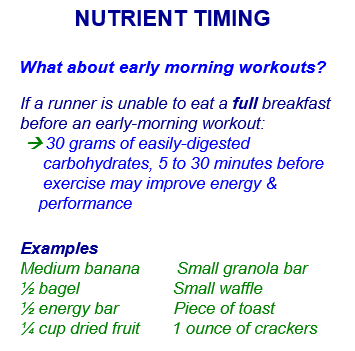 NUTRIENT TIMING
What about early morning workouts?
If a runner is unable to eat a full breakfast
before an early-morning workout:
→ 30 grams of easily-digested
carbohydrates, 5 to 30 minutes before
exercise may improve energy &
performance
Examples
Medium banana Small granola bar
½ bagel Small waffle
½ energy bar Piece of toast
¼ cup dried fruit 1 ounce of crackers